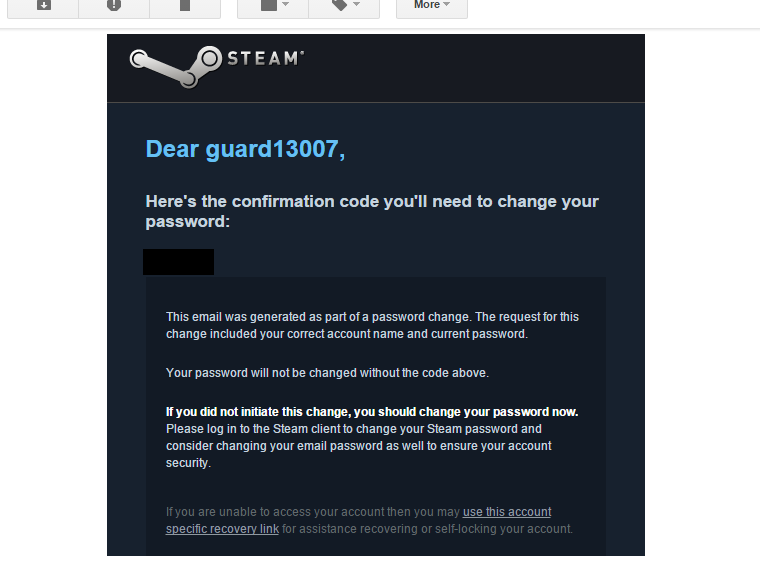 More
STEAM®
Dear guard13007,
Here's the confirmation code you'll need to change your
password:
This email was generated as part of a password change. The request for this
change included your correct account name and current password.
Your password will not be changed without the code above.
If you did not initiate this change, you should change your password now.
Please log in to the Steam client to change your Steam password and
consider changing your email password as well to ensure your account
security.
If you are unable to access your account then you may use this account
specific recovery link for assistance recovering or self-locking your account.